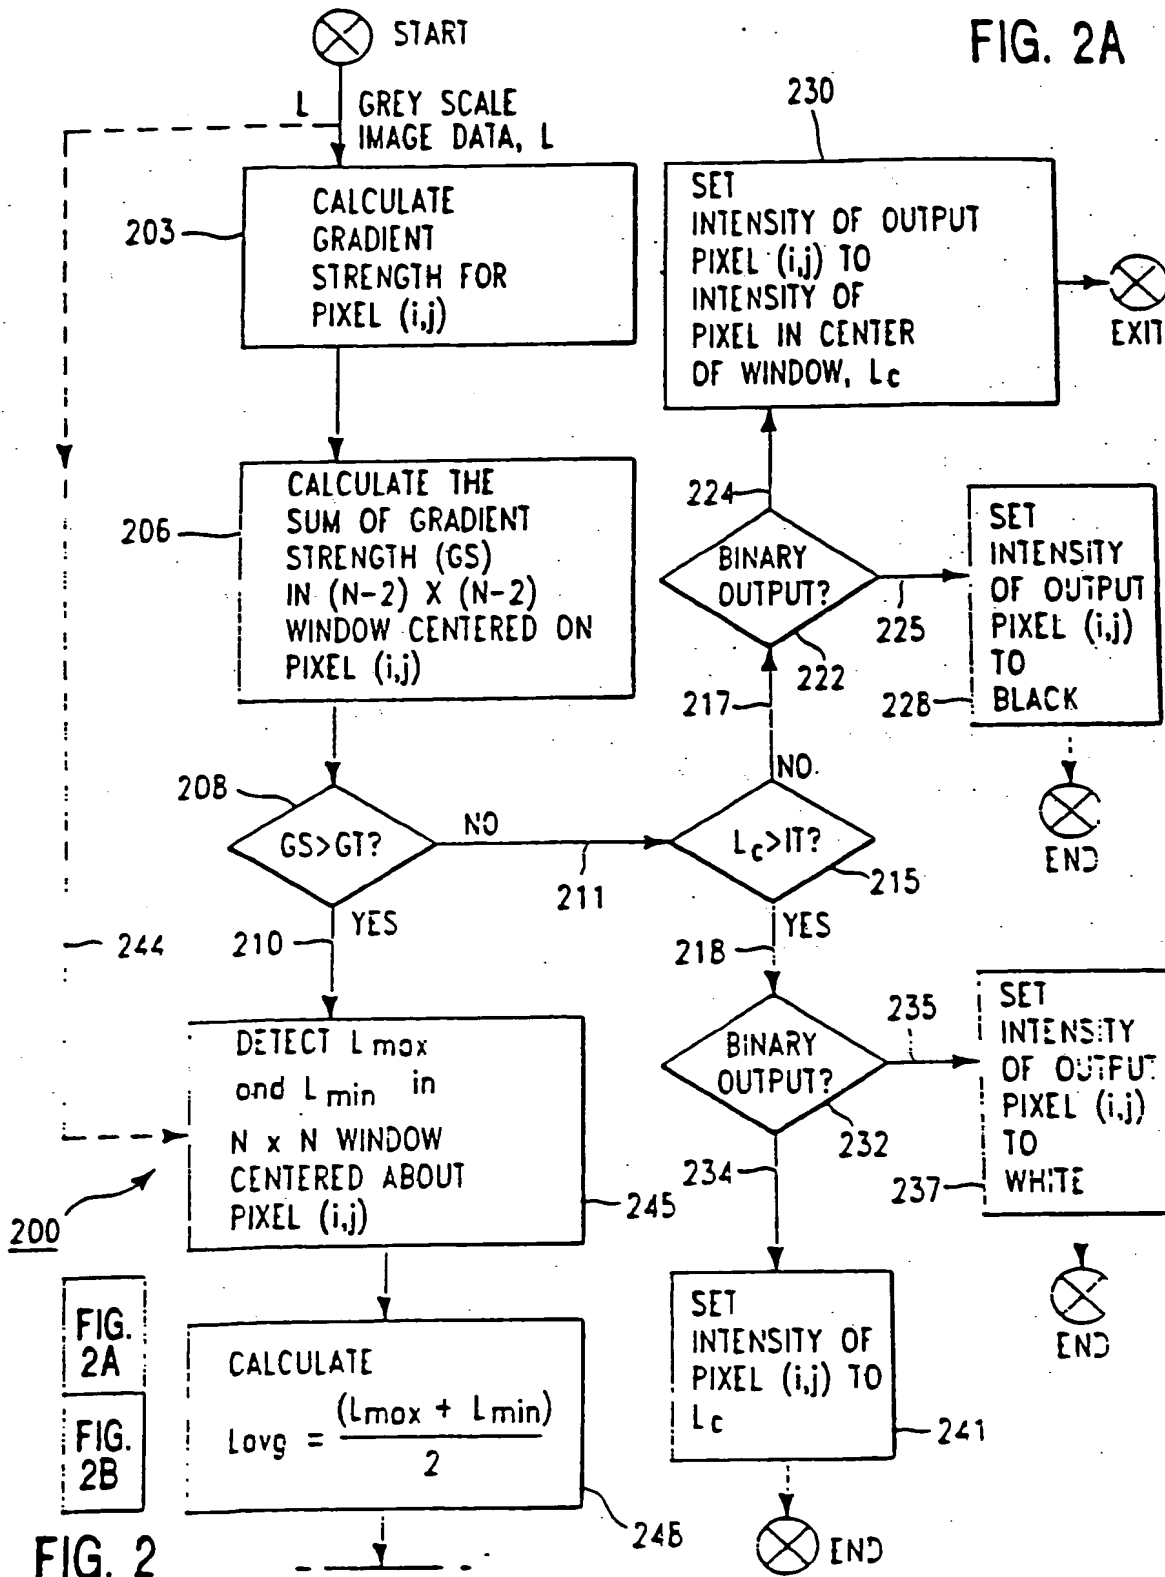 FIG. 2A
START
L
GREY SCALE
IMAGE DATA, L
203
CALCULATE
GRADIENT
STRENGTH FOR
PIXEL (i,j)
230
SET
INTENSITY OF OUTPUT
PIXEL (i,j) TO
INTENSITY OF
PIXEL IN CENTER
OF WINDOW, Lc
EXIT
206
CALCULATE THE
SUM OF GRADIENT
STRENGTH (GS)
IN (N-2) X (N-2)
WINDOW CENTERED ON
PIXEL (i,j)
224
BINARY
OUTPUT?
222
225
SET
INTENSITY
OF OUTPUT
PIXEL (i,j)
TO
BLACK
228
END
217
NO.
208
GS>GT?
NO
211
Lc>IT?
215
YES
210
YES
218
244
DETECT Lmax
and Lmin in
N x N WINDOW
CENTERED ABOUT
PIXEL (i,j)
245
200
BINARY
OUTPUT?
232
235
SET
INTENSITY
OF OUTPUT
PIXEL (i,j)
TO
WHITE
237
END
234
SET
INTENSITY OF
PIXEL (i,j) TO
Lc
241
END
CALCULATE
Lavg = (Lmax + Lmin)
2
246
FIG.
2A
FIG.
2B
FIG. 2